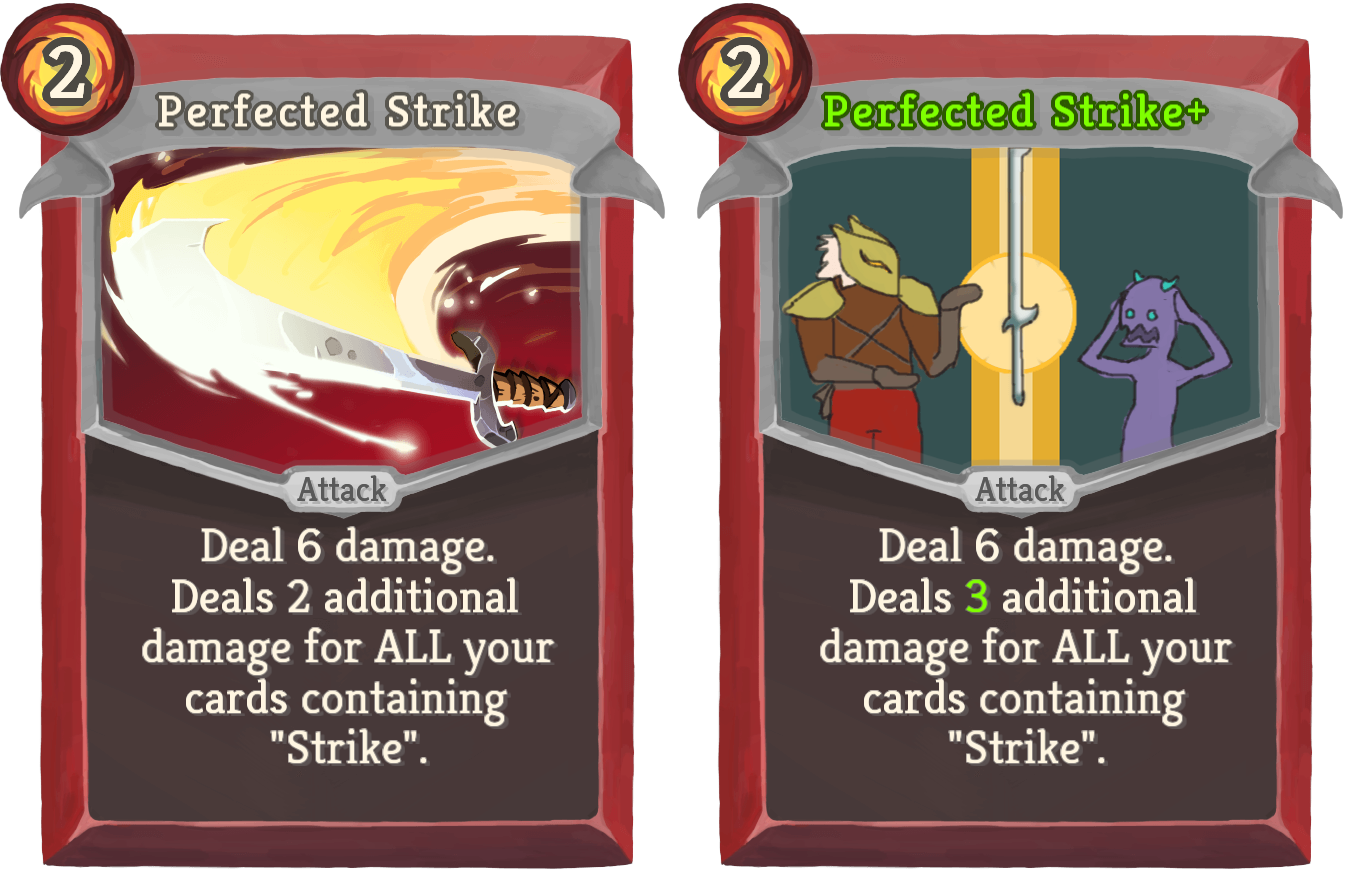 2
Perfected Strike
Attack
Deal 6 damage.
Deals 2 additional
damage for ALL your
cards containing
"Strike".
2
Perfected Strike+
Attack
Deal 6 damage.
Deals 3 additional
damage for ALL your
cards containing
"Strike".